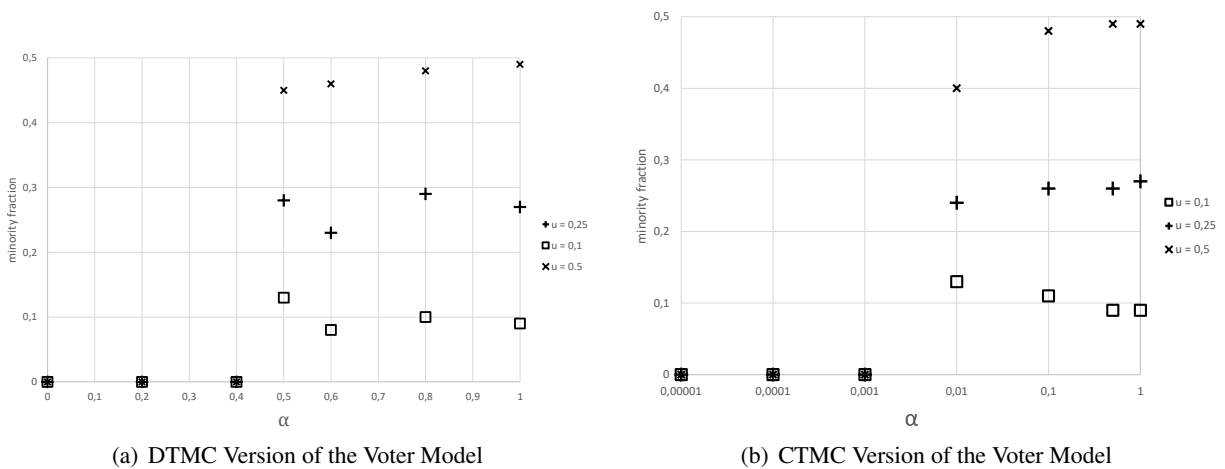 0,5
0,4
0,3
0,2
0,1
0
minority fraction
0 0,1 0,2 0,3 0,4 0,5 0,6 0,7 0,8 0,9 1
α
u = 0,25
u = 0,1
u = 0.5
(a) DTMC Version of the Voter Model
0,5
0,4
0,3
0,2
0,1
0
minority fraction
0,00001 0,0001 0,001 0,01 0,1 1
α
u = 0,1
u = 0,25
u = 0,5
(b) CTMC Version of the Voter Model